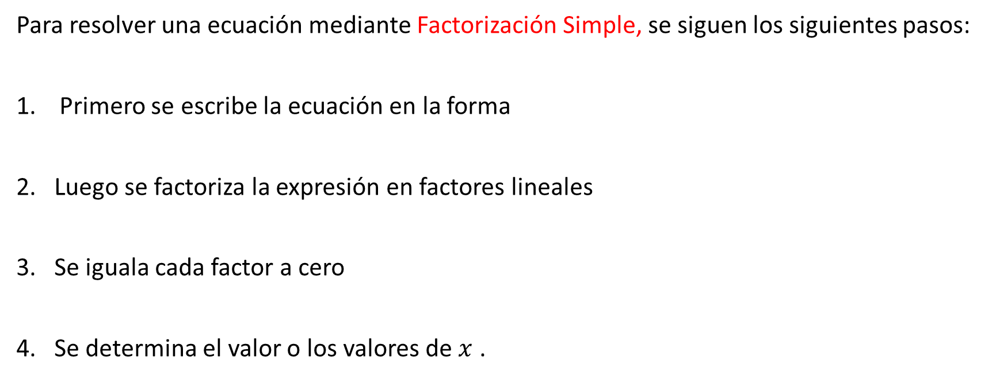 Para resolver una ecuación mediante Factorización Simple, se siguen los siguientes pasos:
1. Primero se escribe la ecuación en la forma
2. Luego se factoriza la expresión en factores lineales
3. Se iguala cada factor a cero
4. Se determina el valor o los valores de x .